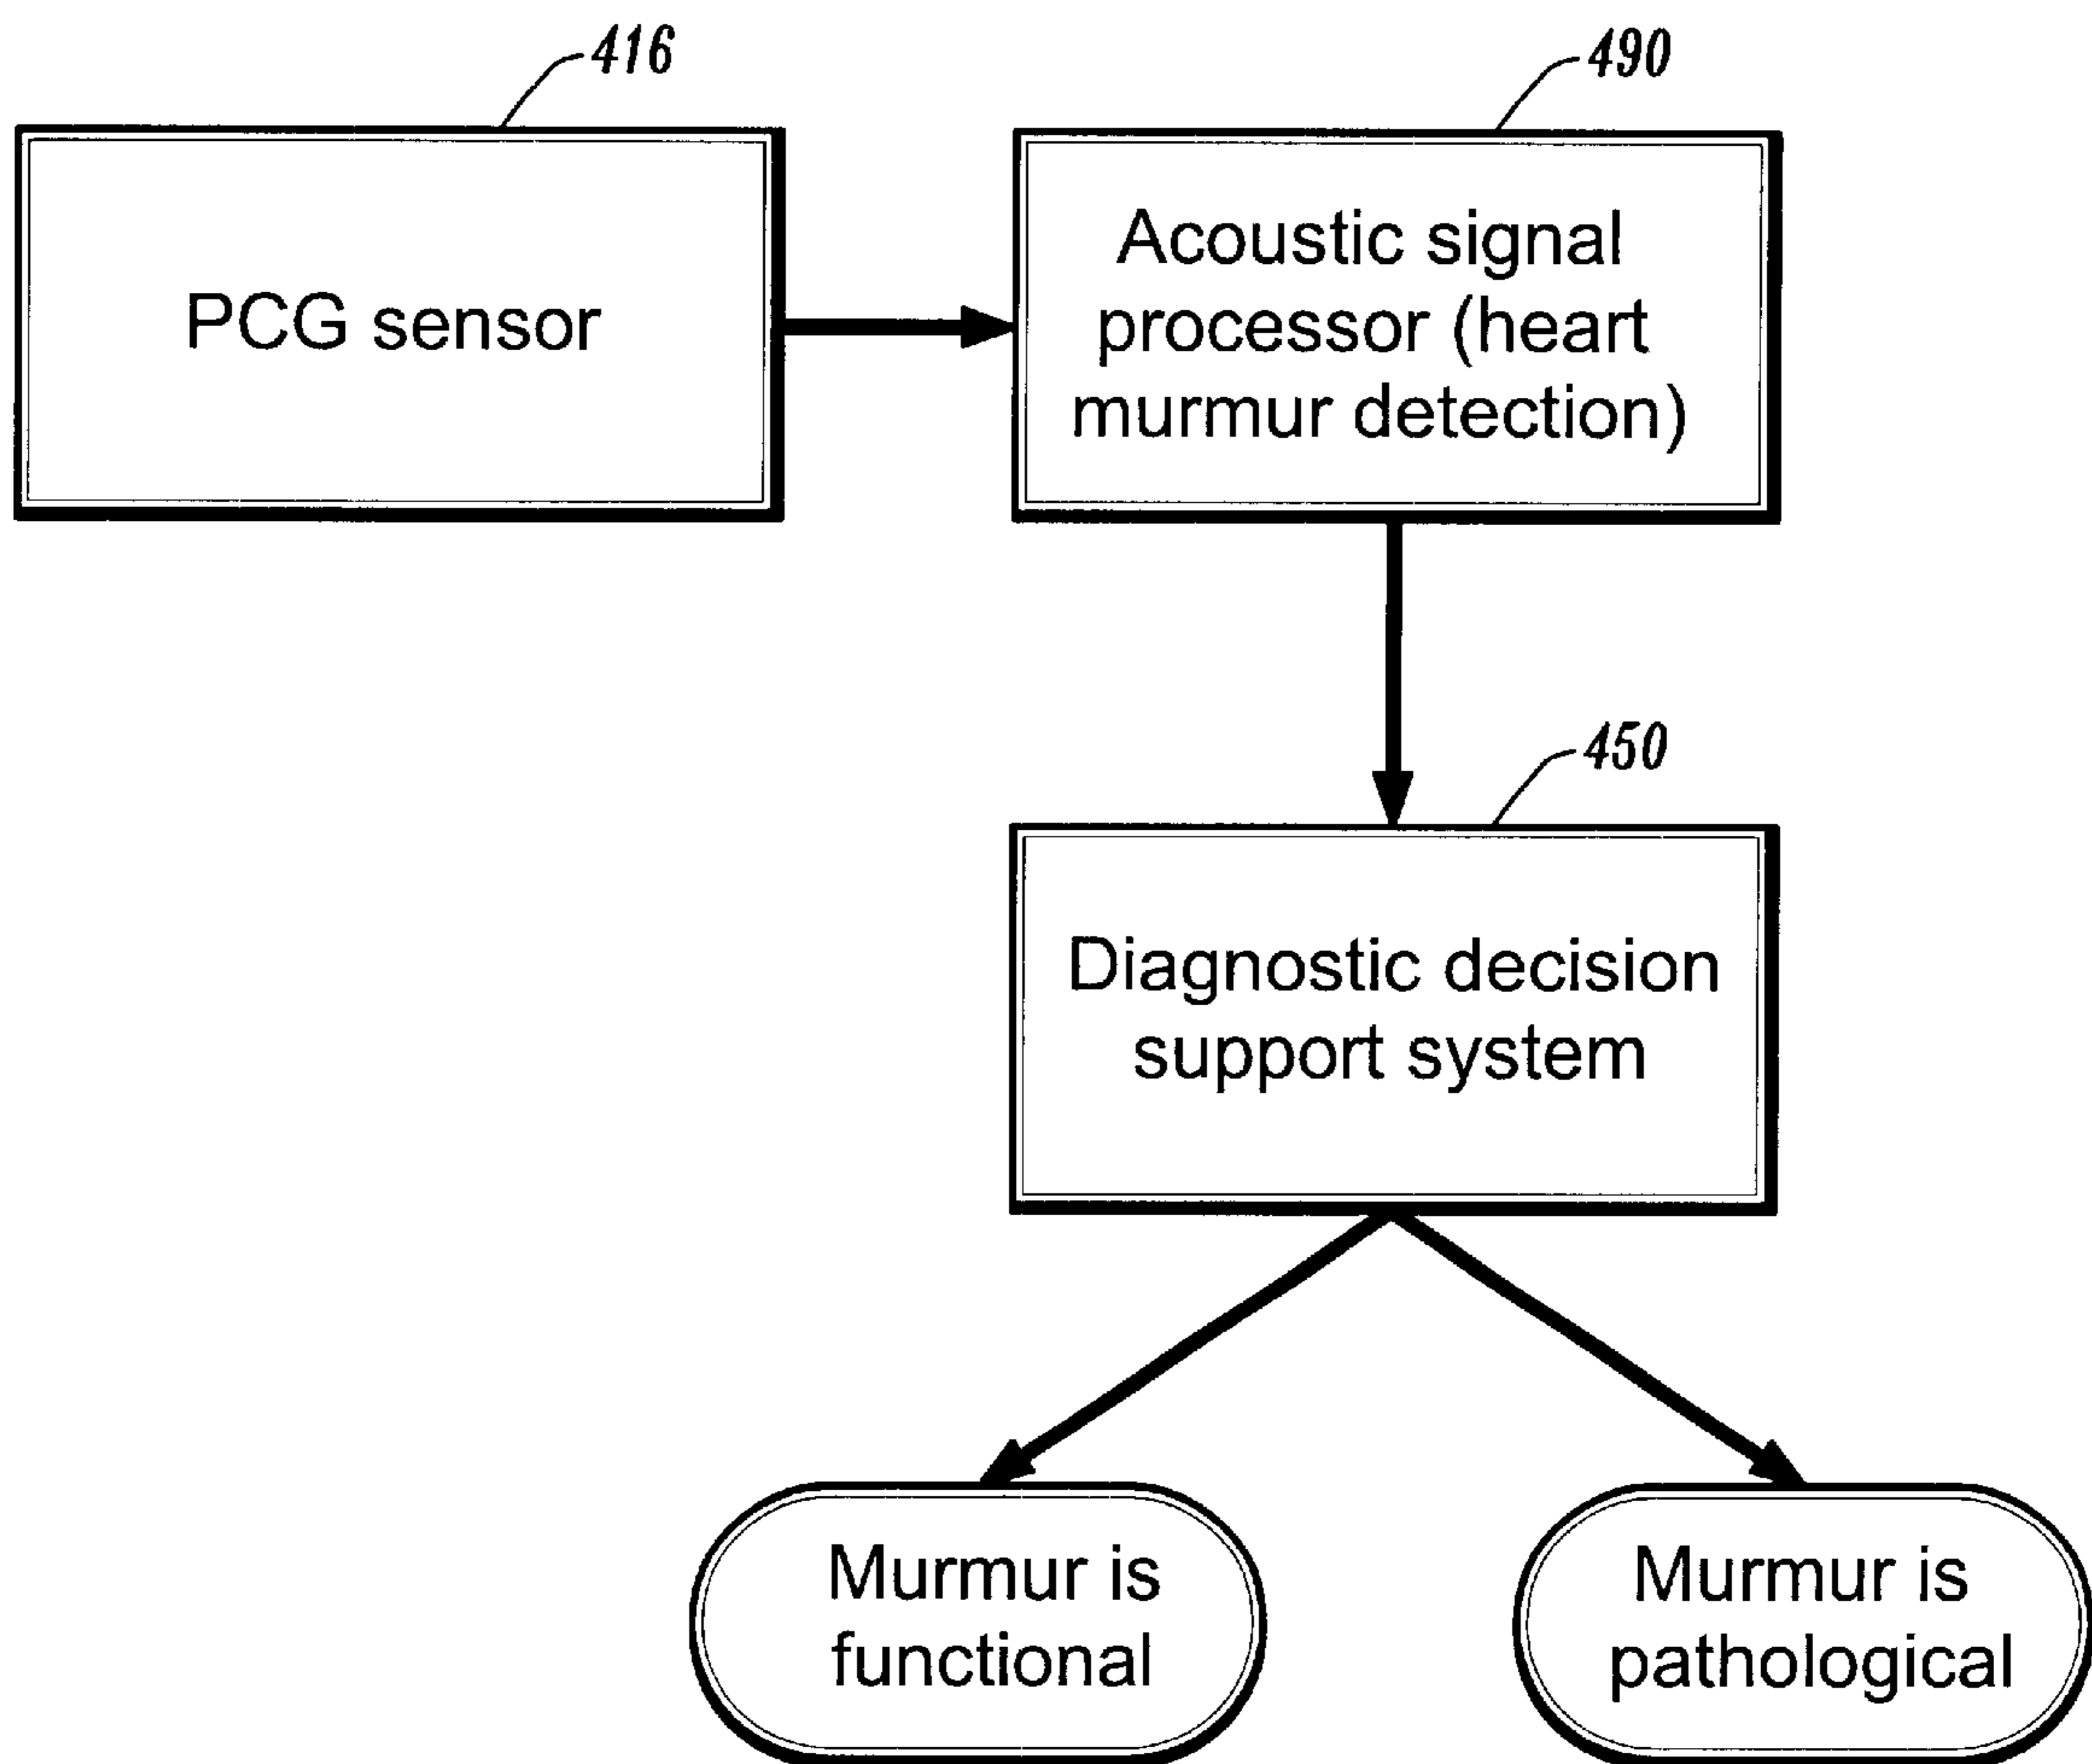 416
490
PCG sensor
Acoustic signal
processor (heart
murmur detection)
450
Diagnostic decision
support system
Murmur is
functional
Murmur is
pathological